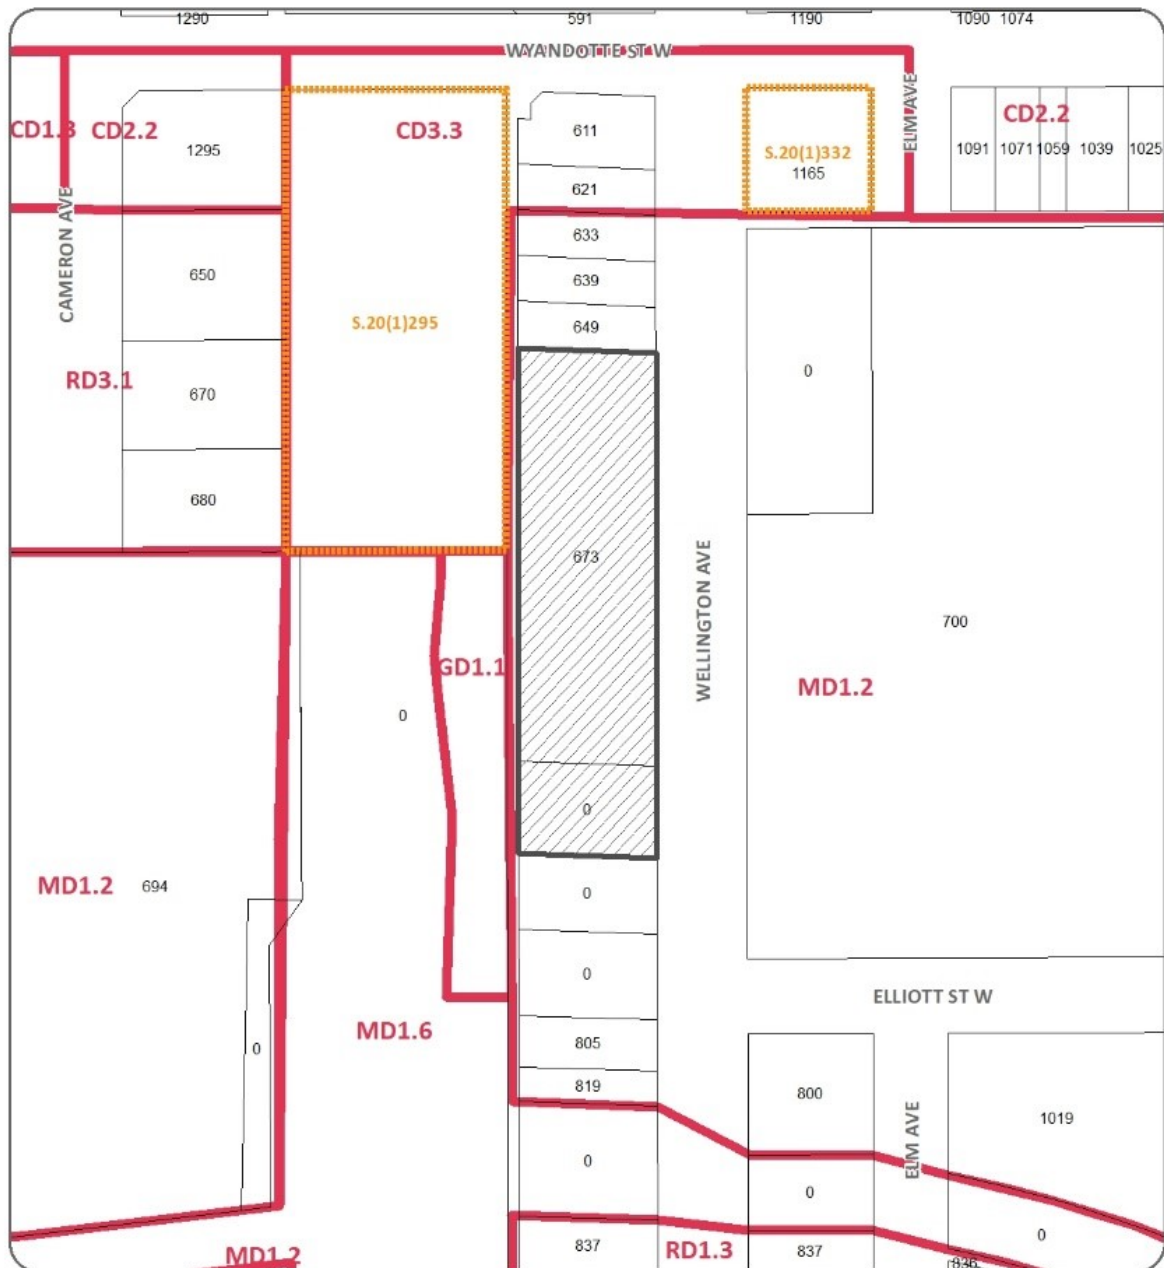 1290
591
1190
1090 1074
WYANDOTTE ST W
CD1.3
CD2.2
1295
CD3.3
611
621
S.20(1)332
1165
ELM AVE
CD2.2
1091
1071
1059
1039
1025
CAMERON AVE
650
633
639
649
S.20(1)295
RD3.1
670
680
0
673
WELLINGTON AVE
700
GD1.1
MD1.2
0
0
MD1.2
694
0
0
ELLIOTT ST W
MD1.6
0
805
819
800
ELM AVE
1019
0
0
0
MD1.2
837
RD1.3
837
836